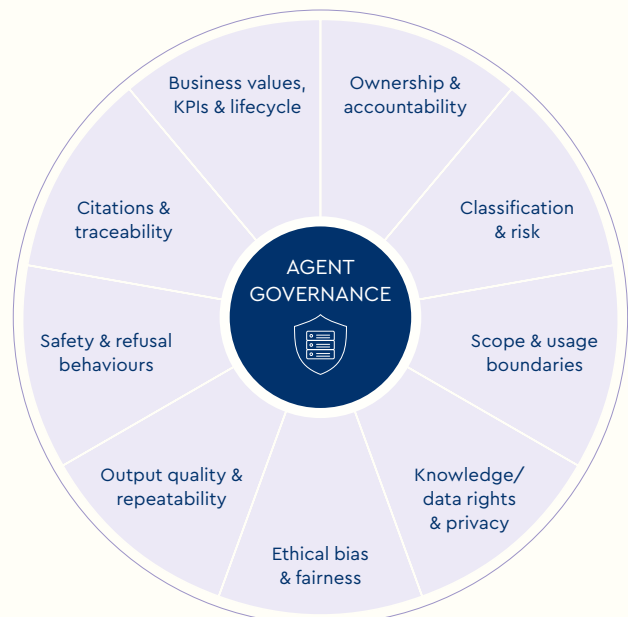 Business values,
KPIs & lifecycle
Ownership &
accountability
Citations &
traceability
Classification
& risk
AGENT
GOVERNANCE
Safety & refusal
behaviours
Scope & usage
boundaries
Output quality &
repeatability
Knowledge/
data rights
& privacy
Ethical bias
& fairness